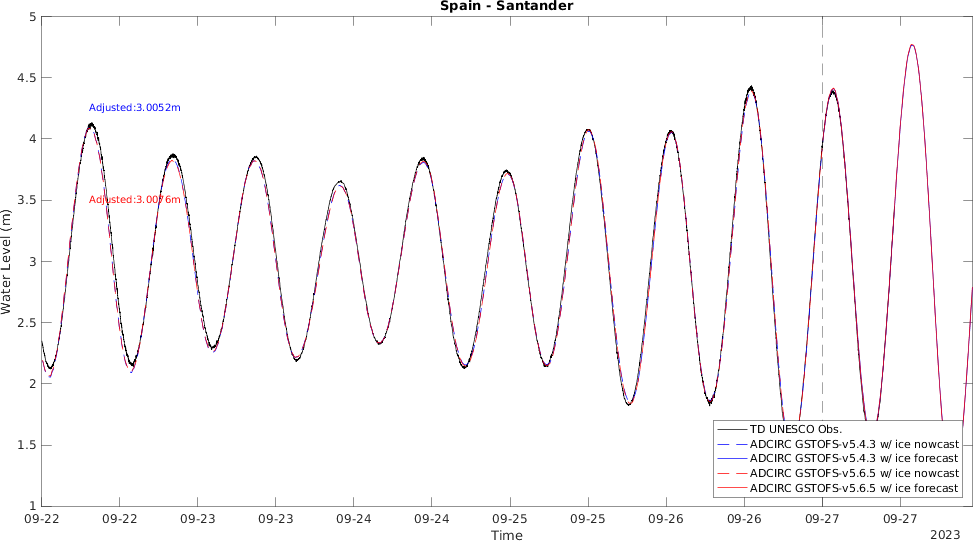 Spain - Santander
5
4.5
4
3.5
3
2.5
2
1.5
1
Water Level (m)
Adjusted:3.0052m
Adjusted:3.0076m
TD UNESCO Obs.
ADCIRC GSTOFS-v5.4.3 w/ ice nowcast
ADCIRC GSTOFS-v5.4.3 w/ ice forecast
ADCIRC GSTOFS-v5.6.5 w/ ice nowcast
ADCIRC GSTOFS-v5.6.5 w/ ice forecast
09-22 09-22 09-23 09-23 09-24 09-24 09-25 09-25 09-26 09-26 09-27 09-27
Time
2023